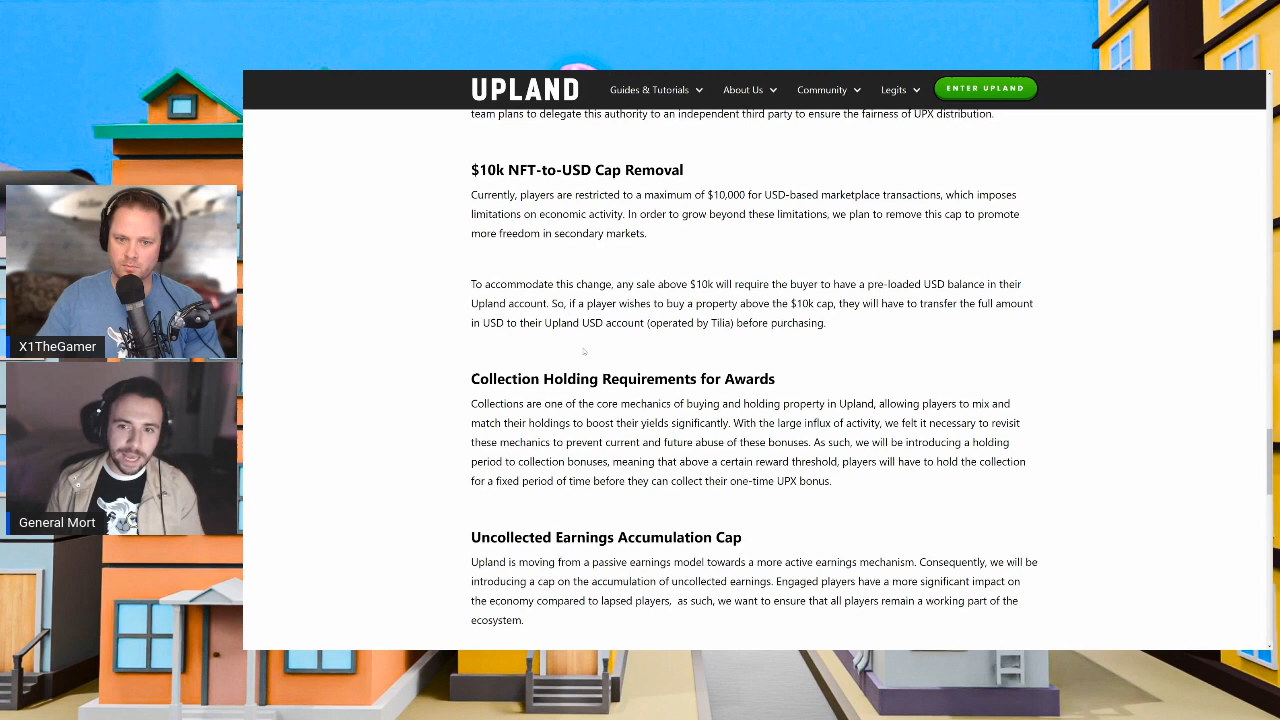 UPLAND
Guides & Tutorials
About Us
Community
Legits
ENTER UPLAND
team plans to delegate this authority to an independent third party to ensure the fairness of UPX distribution.
$10k NFT-to-USD Cap Removal
Currently, players are restricted to a maximum of $10,000 for USD-based marketplace transactions, which imposes
limitations on economic activity. In order to grow beyond these limitations, we plan to remove this cap to promote
more freedom in secondary markets.
To accommodate this change, any sale above $10k will require the buyer to have a pre-loaded USD balance in their
Upland account. So, if a player wishes to buy a property above the $10k cap, they will have to transfer the full amount
in USD to their Upland USD account (operated by Tilia) before purchasing.
Collection Holding Requirements for Awards
Collections are one of the core mechanics of buying and holding property in Upland, allowing players to mix and
match their holdings to boost their yields significantly. With the large influx of activity, we felt it necessary to revisit
these mechanics to prevent current and future abuse of these bonuses. As such, we will be introducing a holding
period to collection bonuses, meaning that above a certain reward threshold, players will have to hold the collection
for a fixed period of time before they can collect their one-time UPX bonus.
Uncollected Earnings Accumulation Cap
Upland is moving from a passive earnings model towards a more active earnings mechanism. Consequently, we will be
introducing a cap on the accumulation of uncollected earnings. Engaged players have a more significant impact on
the economy compared to lapsed players,  as such, we want to ensure that all players remain a working part of the
ecosystem.
X1TheGamer
General Mort